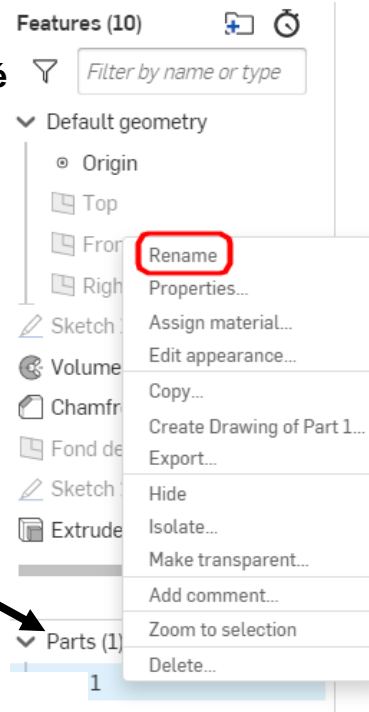 Features (10)
é
Filter by name or type
Default geometry
Origin
Top
Fron
Righ
Sketch
Volume
Chamfr
Fond de
Sketch
Extrude
Rename
Properties...
Assign material...
Edit appearance...
Copy...
Create Drawing of Part 1...
Export...
Hide
Isolate...
Make transparent...
Add comment...
Zoom to selection
Delete...
Parts (1)
1